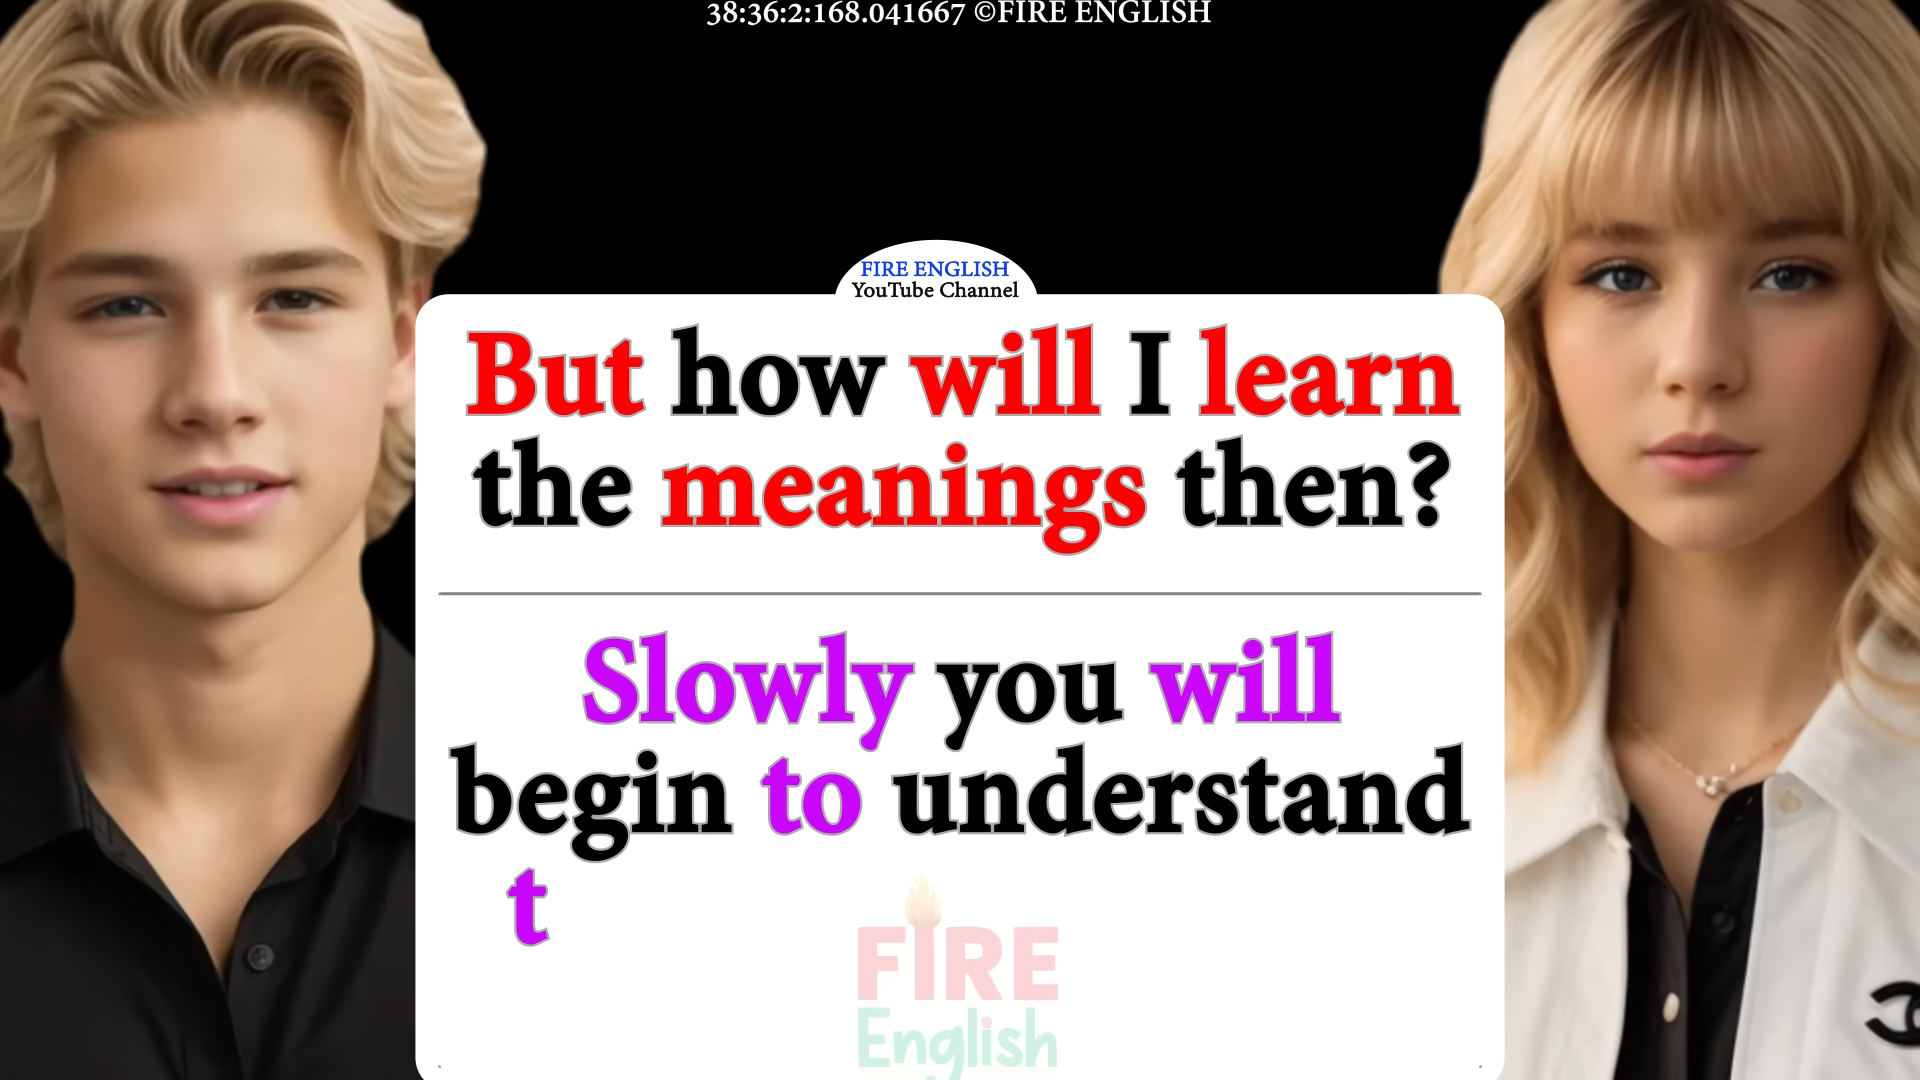 38:36:2:168.041667 ©FIRE ENGLISH
FIRE ENGLISH
YouTube Channel
But how will I learn
the meanings then?
Slowly you will
begin to understand
t
FIRE
English